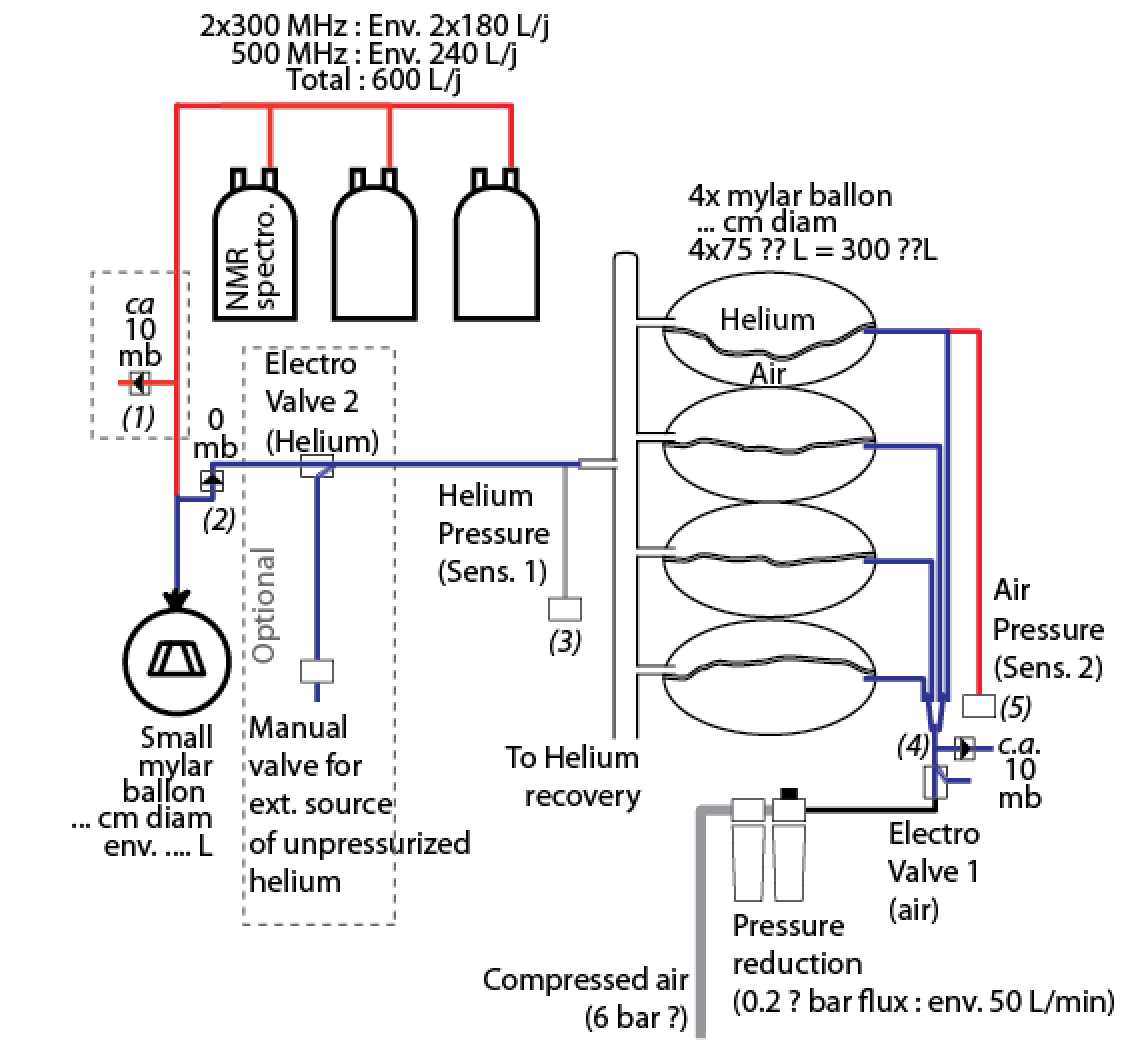 2x300 MHz : Env. 2x180 L/j
500 MHz : Env. 240 L/j
Total : 600 L/j
NMR
spectro.
4x mylar ballon
... cm diam
4x75 ?? L = 300 ??L
Helium
Air
ca
10
mb
(1)
0
mb
(2)
Electro
Valve 2
(Helium)
Helium
Pressure
(Sens. 1)
(3)
Optional
Air
Pressure
(Sens. 2)
(5)
(4)
c.a.
10
mb
Small
mylar
ballon
... cm diam
env. .... L
Manual
valve for
ext. source
of unpressurized
helium
To Helium
recovery
Electro
Valve 1
(air)
Pressure
reduction
(0.2 ? bar flux : env. 50 L/min)
Compressed air
(6 bar ?)